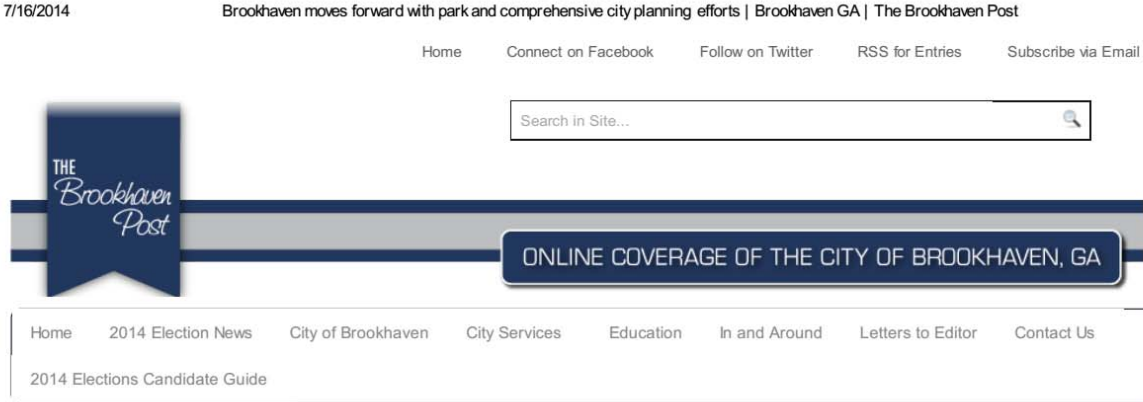 7/16/2014 Brookhaven moves forward with park and comprehensive city planning efforts | Brookhaven GA | The Brookhaven Post
Home Connect on Facebook Follow on Twitter RSS for Entries Subscribe via Email
Search in Site...
THE
Brookhaven
Post
ONLINE COVERAGE OF THE CITY OF BROOKHAVEN, GA
Home 2014 Election News City of Brookhaven City Services Education In and Around Letters to Editor Contact Us
2014 Elections Candidate Guide